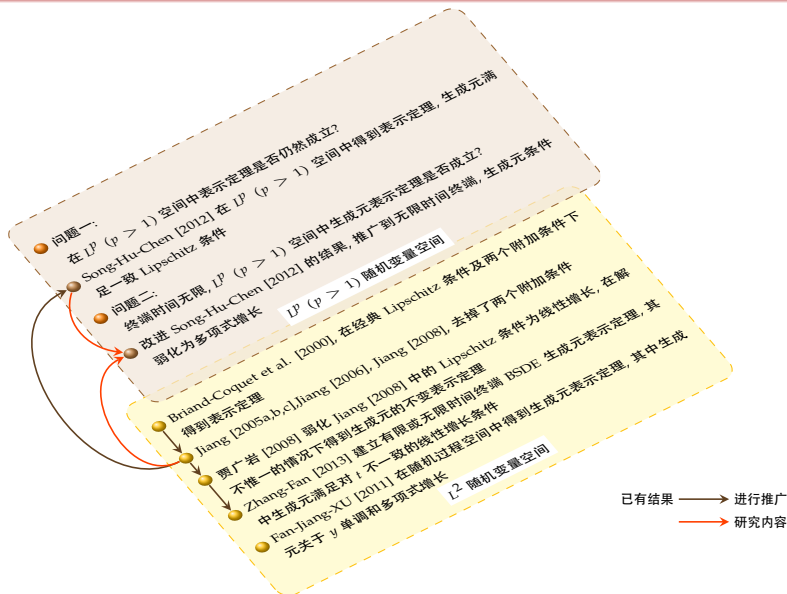 问题一：
在 L^p (p > 1) 空间中表示定理是否仍然成立?
Song-Hu-Chen [2012] 在 L^p (p > 1) 空间中得到表示定理, 生成元满
足一致 Lipschitz 条件
问题二：
终端时间无限, L^p (p > 1) 空间中生成元表示定理是否成立?
改进 Song-Hu-Chen [2012] 的结果, 推广到无限时间终端, 生成元条件
弱化为多项式增长
L^p (p > 1) 随机变量空间
Briand-Coquet et al. [2000], 在经典 Lipschitz 条件及两个附加条件下
得到表示定理
Jiang [2005a,b,c],Jiang [2006], Jiang [2008], 去掉了两个附加条件
贾广岩 [2008] 弱化 Jiang [2008] 中的 Lipschitz 条件为线性增长, 在解
不惟一的情况下得到生成元的不变表示定理
Zhang-Fan [2013] 建立有限或无限时间终端 BSDE 生成元表示定理, 其
中生成元满足对 t 不一致的线性增长条件
Fan-Jiang-XU [2011] 在随机过程空间中得到生成元表示定理, 其中生成
元关于 y 单调和多项式增长
L^2 随机变量空间
已有结果 进行推广
研究内容